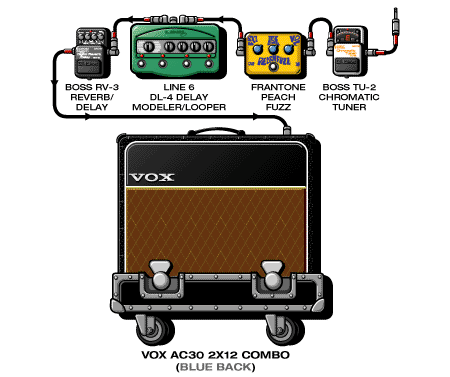 BOSS RV-3
REVERB/
DELAY
LINE 6
DL-4 DELAY
MODELER/LOOPER
FRANTONE
PEACH
FUZZ
BOSS TU-2
CHROMATIC
TUNER
VOX
VOX AC30 2X12 COMBO
(BLUE BACK)